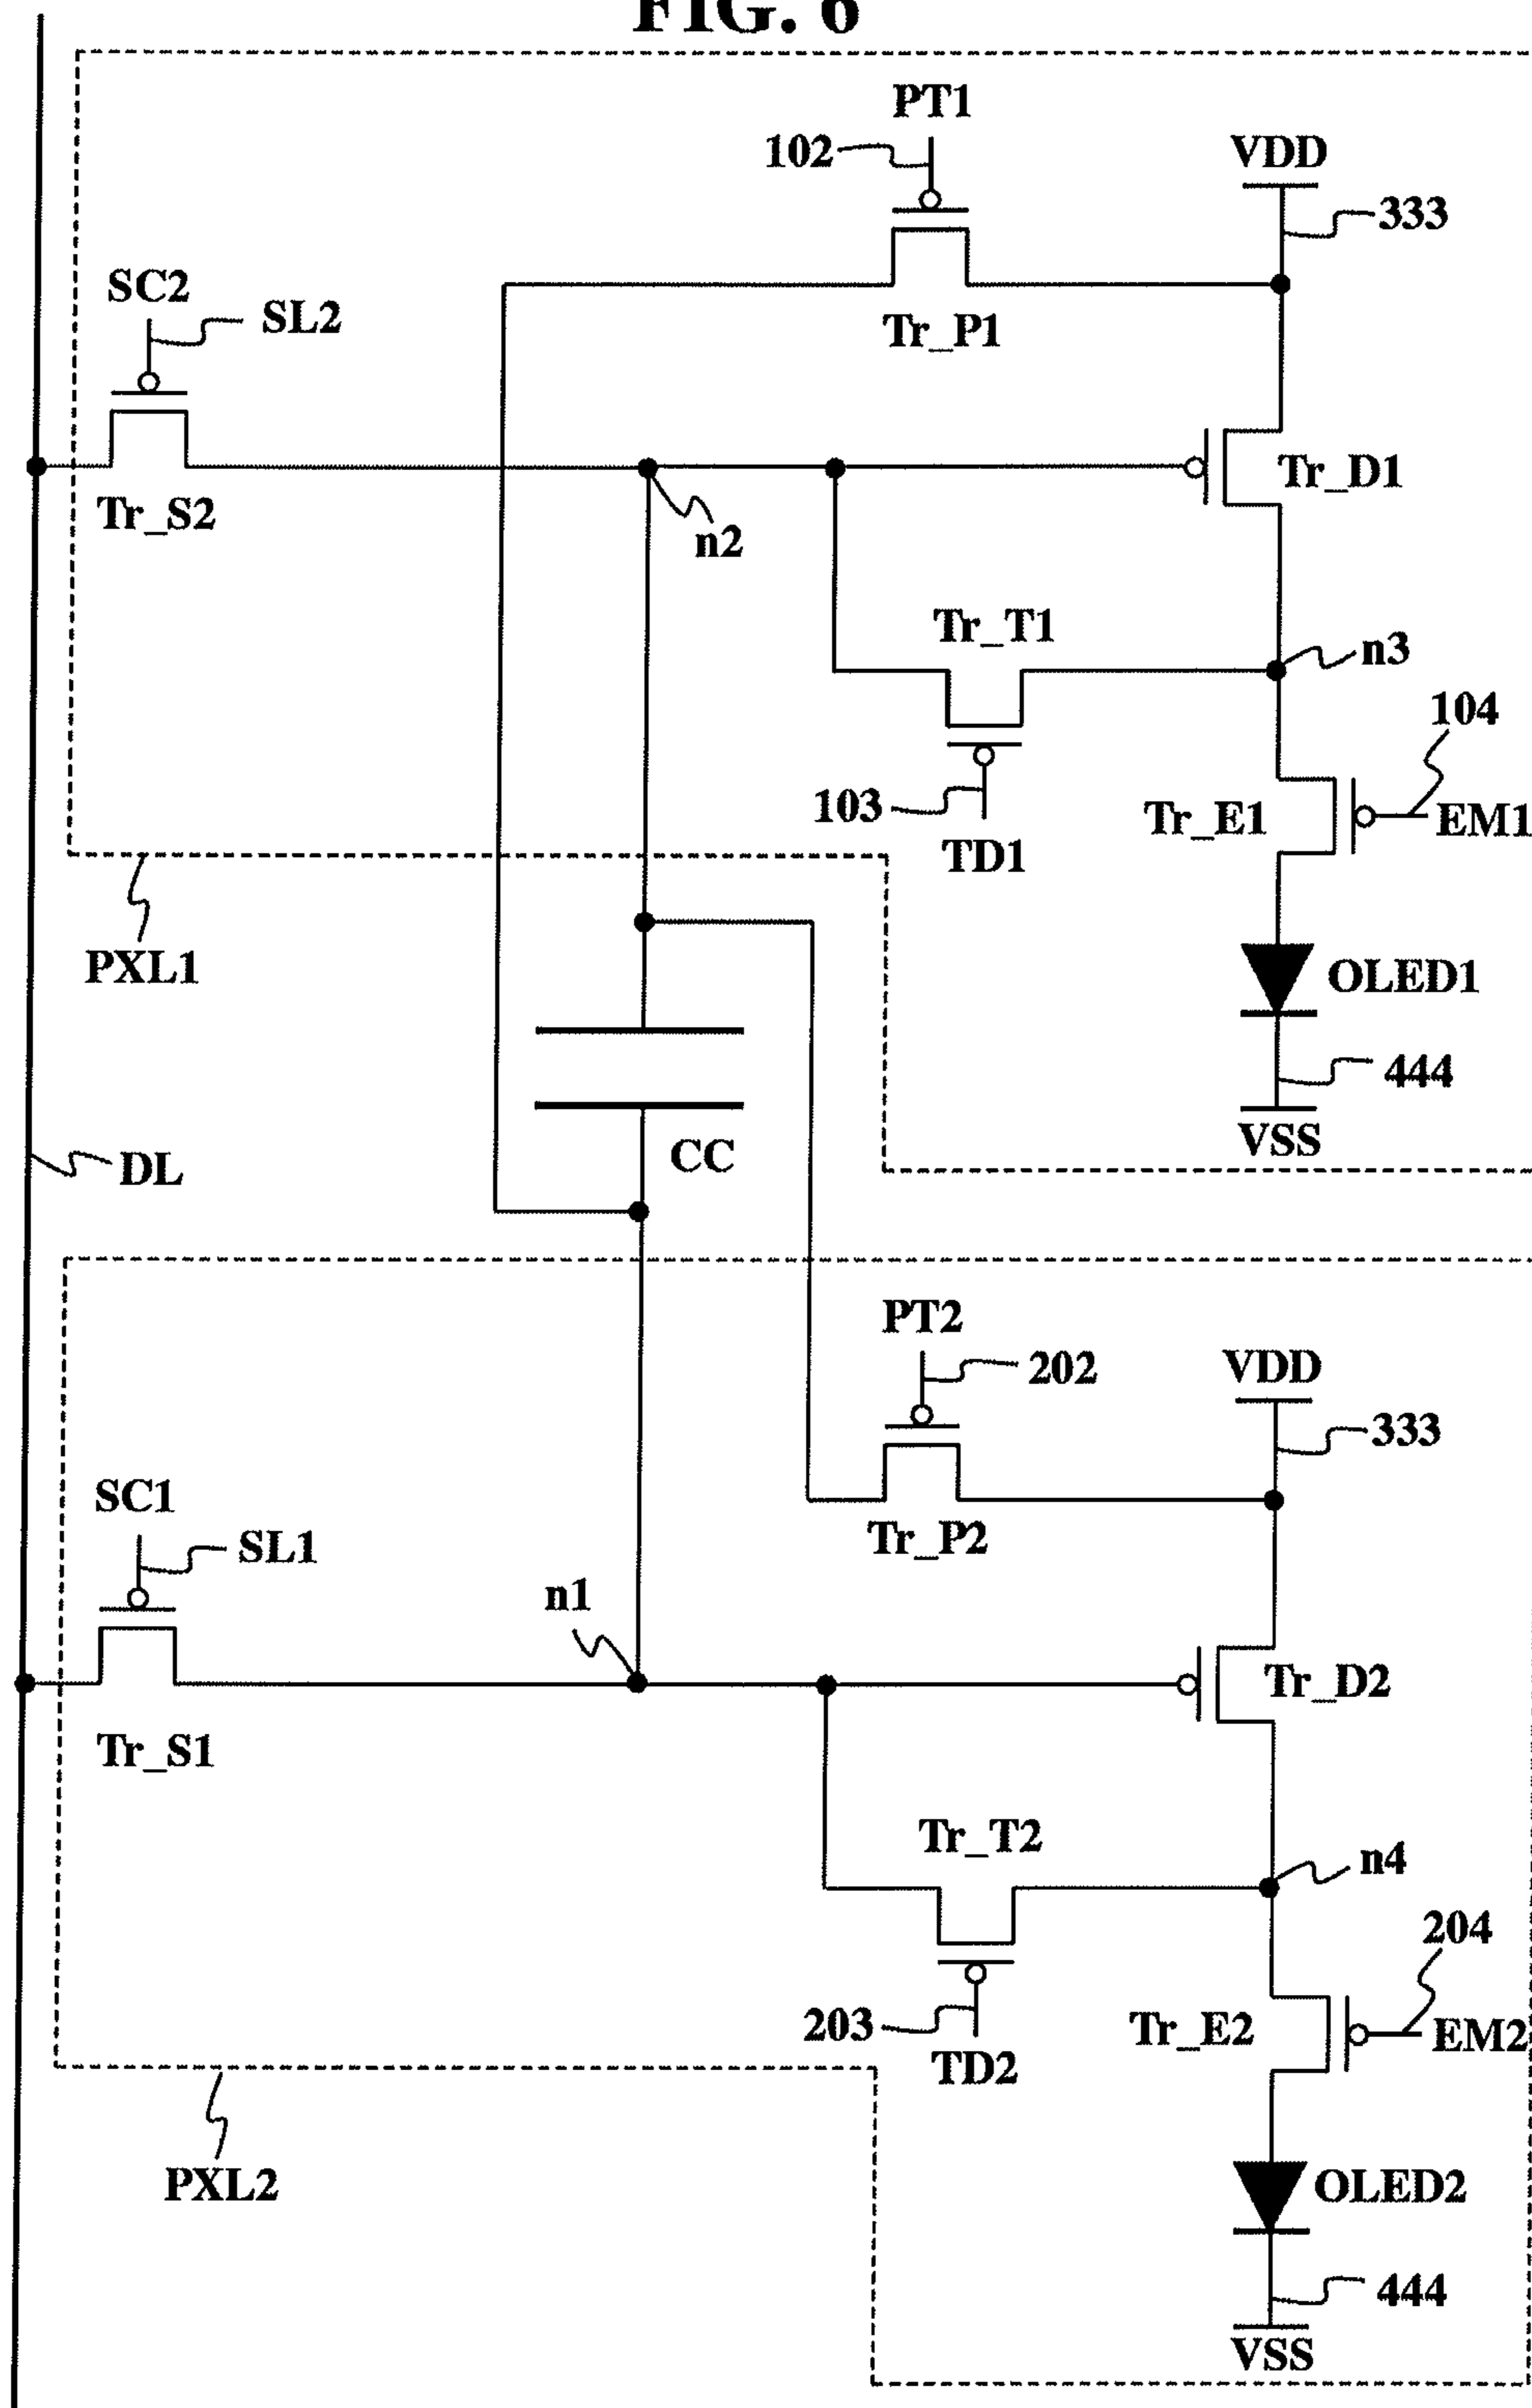 FIG. 6
PT1
102
VDD
333
SC2
SL2
Tr_P1
Tr_S2
n2
Tr_D1
Tr_T1
n3
104
103
Tr_E1
EM1
TD1
PXL1
OLED1
444
VSS
CC
DL
PT2
202
VDD
333
SC1
SL1
Tr_P2
n1
Tr_S1
Tr_D2
Tr_T2
n4
204
203
Tr_E2
EM2
TD2
PXL2
OLED2
444
VSS